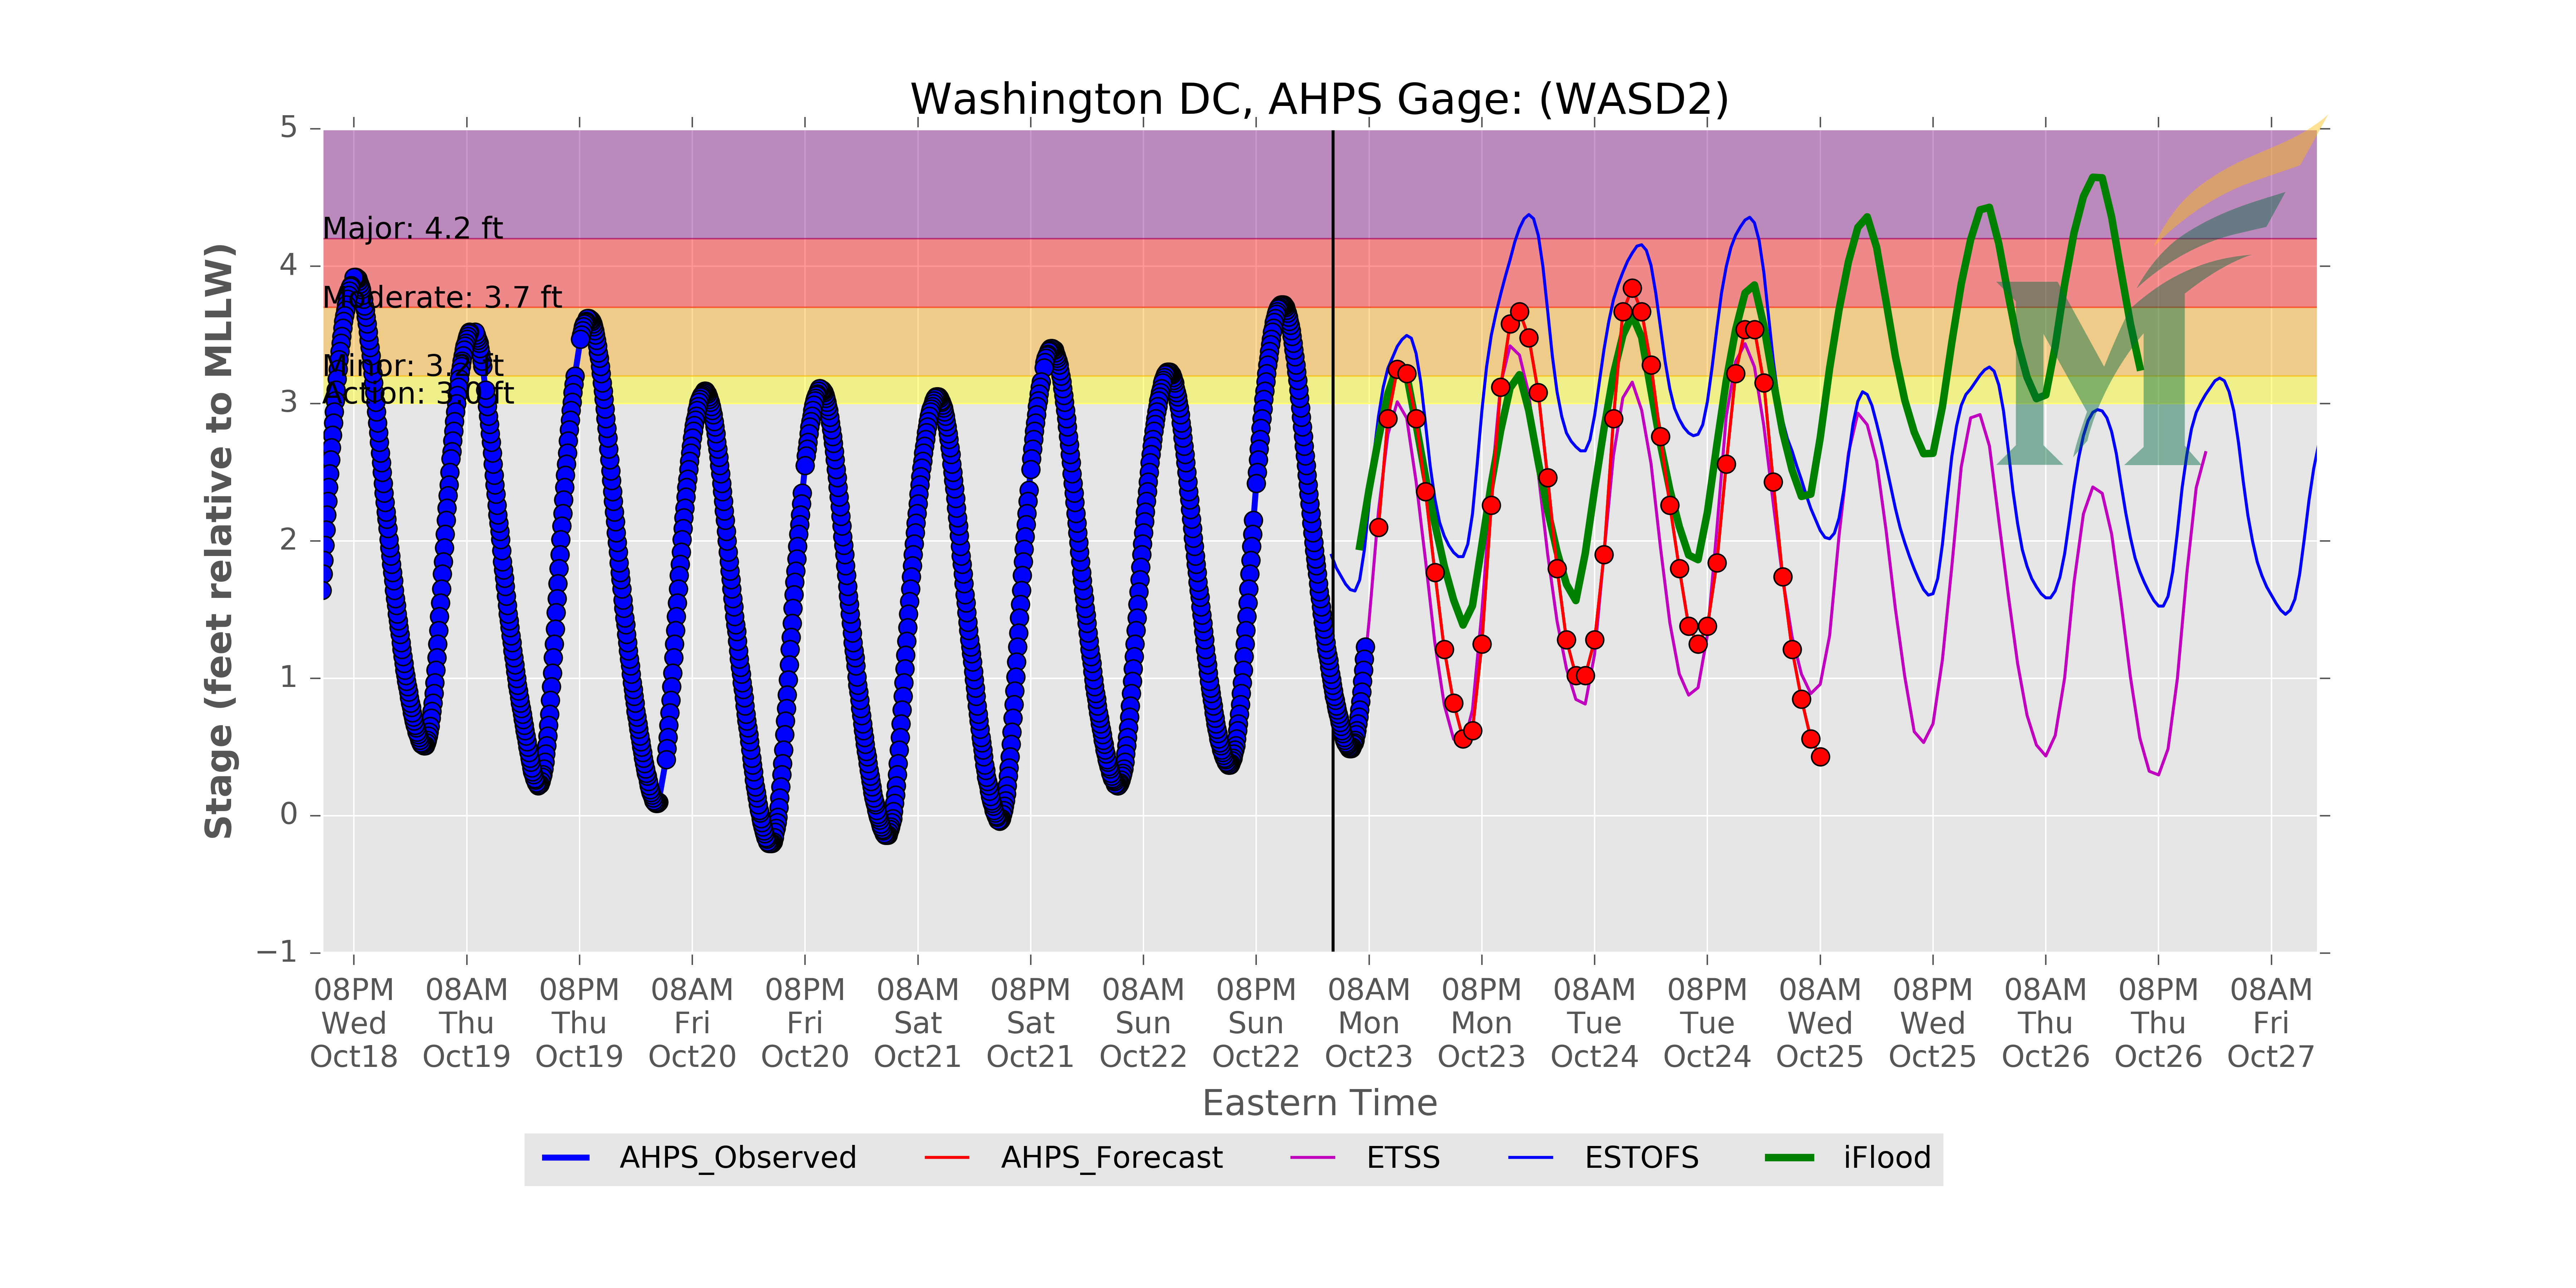 Washington DC, AHPS Gage: (WASD2)
5
4
3
2
1
0
−1
Stage (feet relative to MLLW)
Major: 4.2 ft
Moderate: 3.7 ft
Minor: 3.2 ft
Action: 3.0 ft
08PM 08AM 08PM 08AM 08PM 08AM 08PM 08AM 08PM 08AM 08PM 08AM 08PM 08AM 08PM 08AM 08PM 08AM
Wed Thu Thu Fri Fri Sat Sat Sun Sun Mon Mon Tue Tue Wed Wed Thu Thu Fri
Oct18 Oct19 Oct19 Oct20 Oct20 Oct21 Oct21 Oct22 Oct22 Oct23 Oct23 Oct24 Oct24 Oct25 Oct25 Oct26 Oct26 Oct27
Eastern Time
AHPS_Observed AHPS_Forecast ETSS ESTOFS iFlood